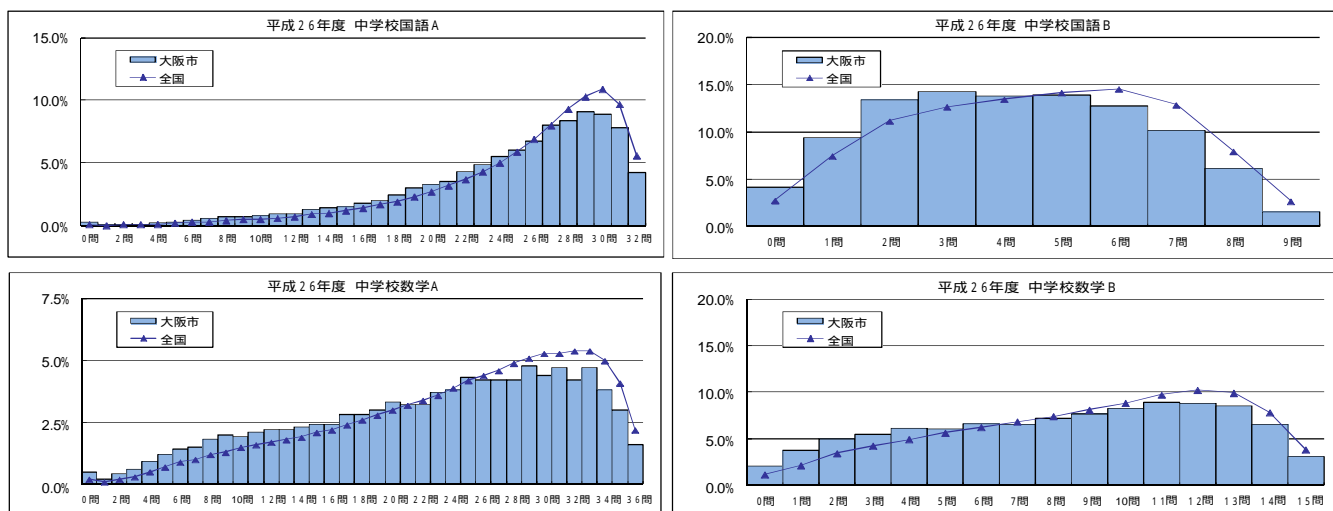 平成26年度 中学校国語A
15.0%
10.0%
5.0%
0.0%
大阪市
全国
0問 2問 4問 6問 8問 10問 12問 14問 16問 18問 20問 22問 24問 26問 28問 30問 32問
平成26年度 中学校国語B
20.0%
15.0%
10.0%
5.0%
0.0%
大阪市
全国
0問 1問 2問 3問 4問 5問 6問 7問 8問 9問
平成26年度 中学校数学A
7.5%
5.0%
2.5%
0.0%
大阪市
全国
0問 2問 4問 6問 8問 10問 12問 14問 16問 18問 20問 22問 24問 26問 28問 30問 32問 34問 36問
平成26年度 中学校数学B
20.0%
15.0%
10.0%
5.0%
0.0%
大阪市
全国
0問 1問 2問 3問 4問 5問 6問 7問 8問 9問 10問 11問 12問 13問 14問 15問